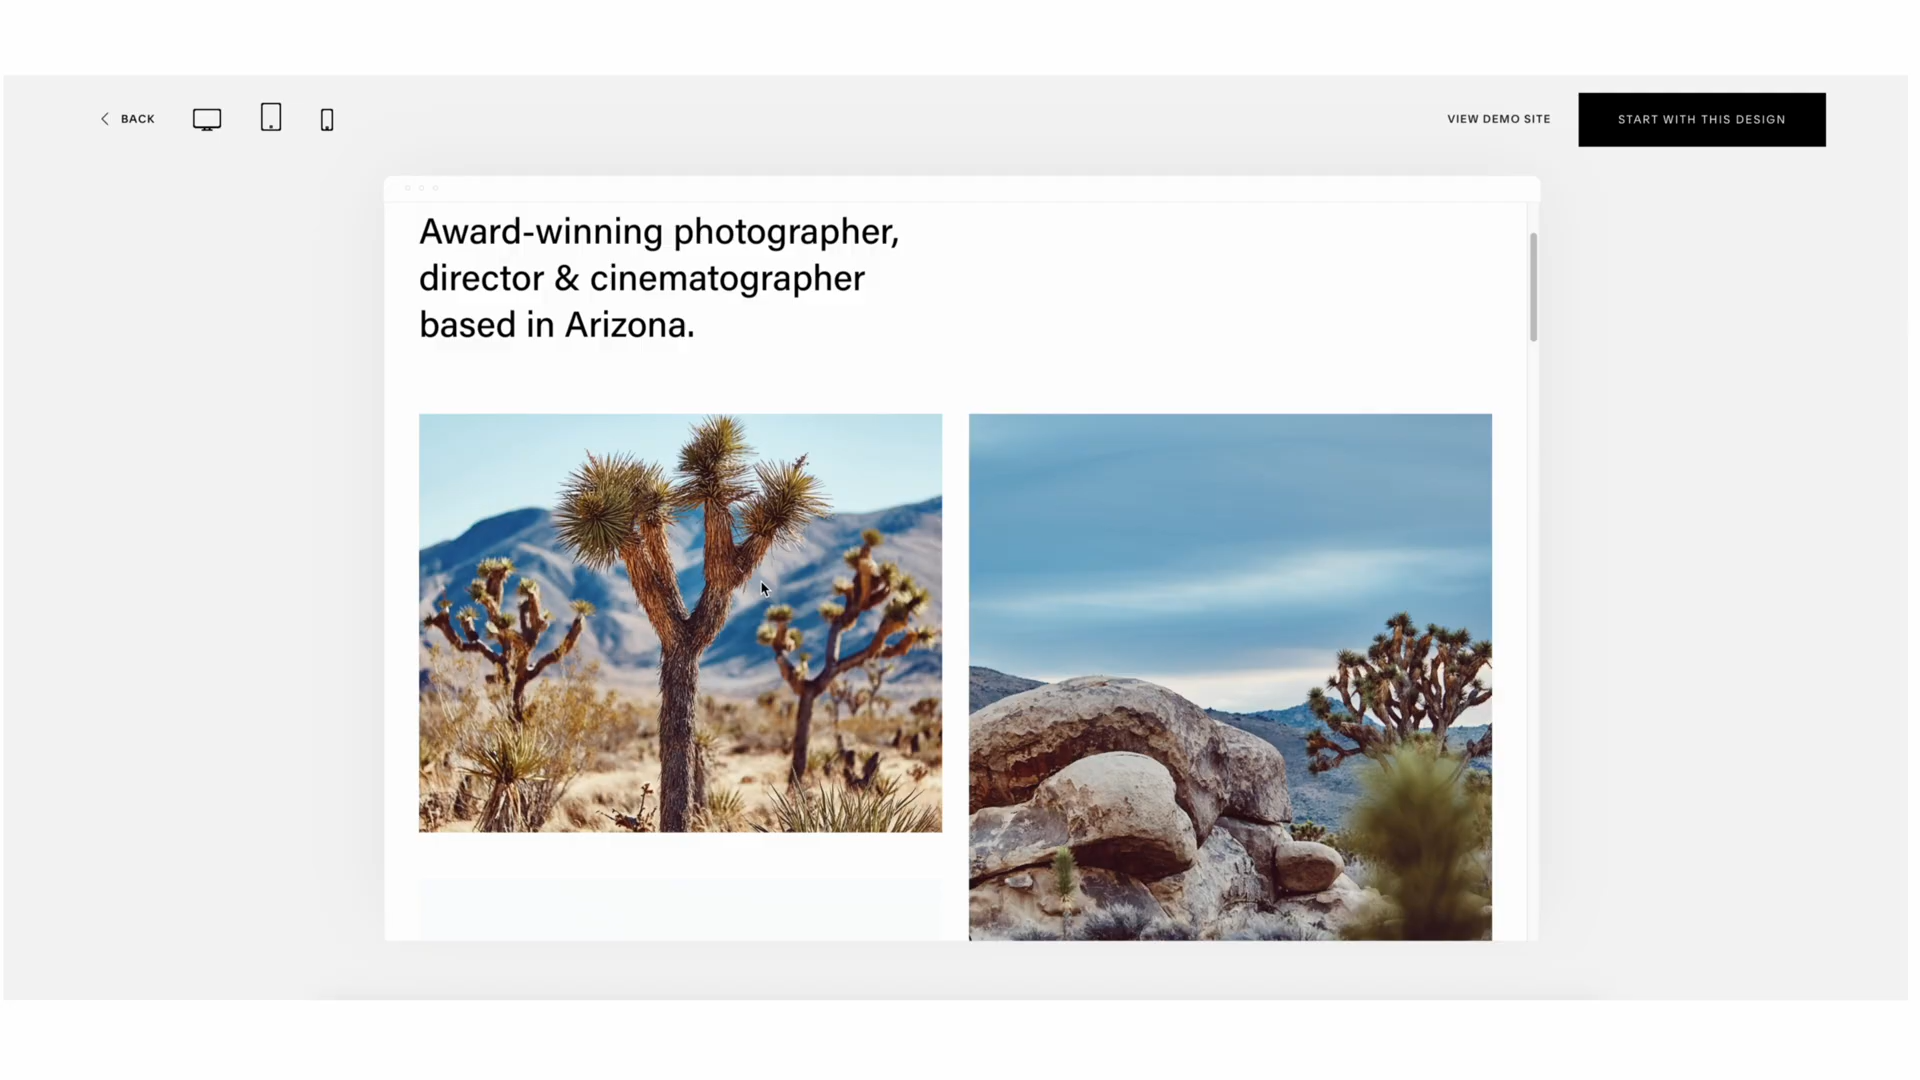 BACK
VIEW DEMO SITE
START WITH THIS DESIGN
Award-winning photographer,
director & cinematographer
based in Arizona.